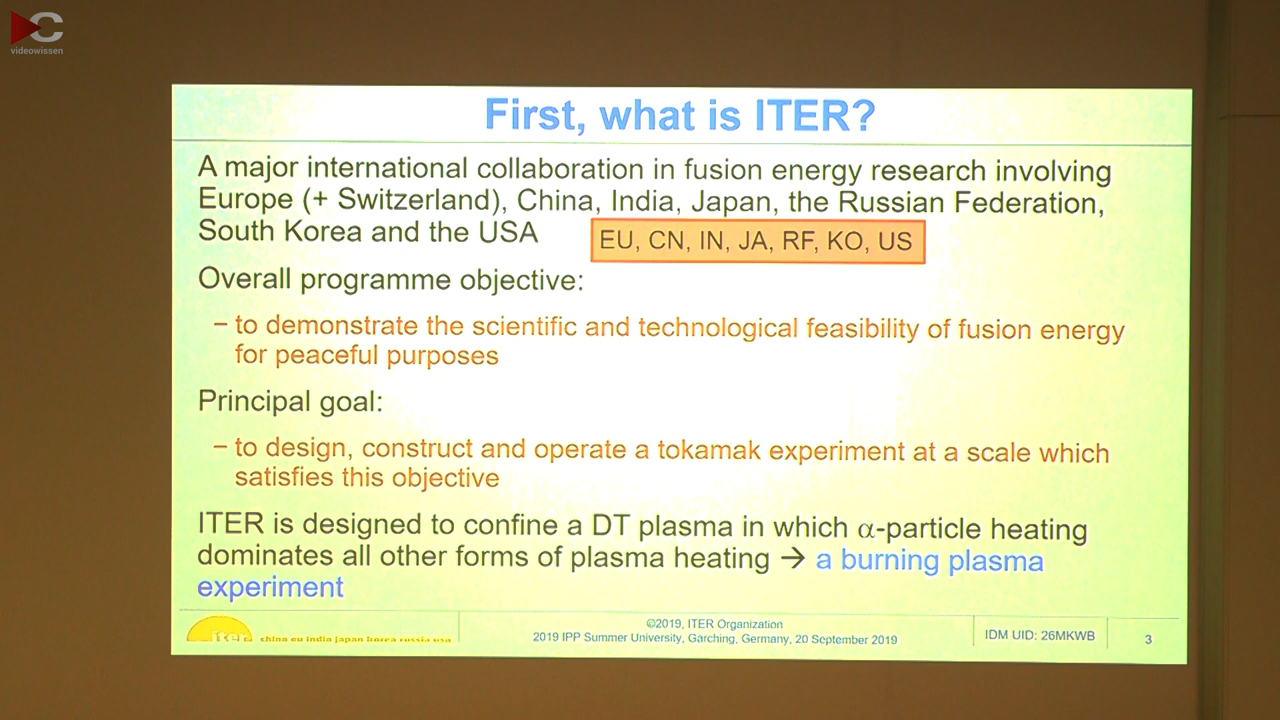 videowissen
First, what is ITER?
A major international collaboration in fusion energy research involving
Europe (+ Switzerland), China, India, Japan, the Russian Federation,
South Korea and the USA
EU, CN, IN, JA, RF, KO, US
Overall programme objective:
– to demonstrate the scientific and technological feasibility of fusion energy
for peaceful purposes
Principal goal:
– to design, construct and operate a tokamak experiment at a scale which
satisfies this objective
ITER is designed to confine a DT plasma in which α-particle heating
dominates all other forms of plasma heating → a burning plasma
experiment
iter
china eu india japan korea russia usa
©2019, ITER Organization
2019 IPP Summer University, Garching, Germany, 20 September 2019
IDM UID: 26MKWB
3